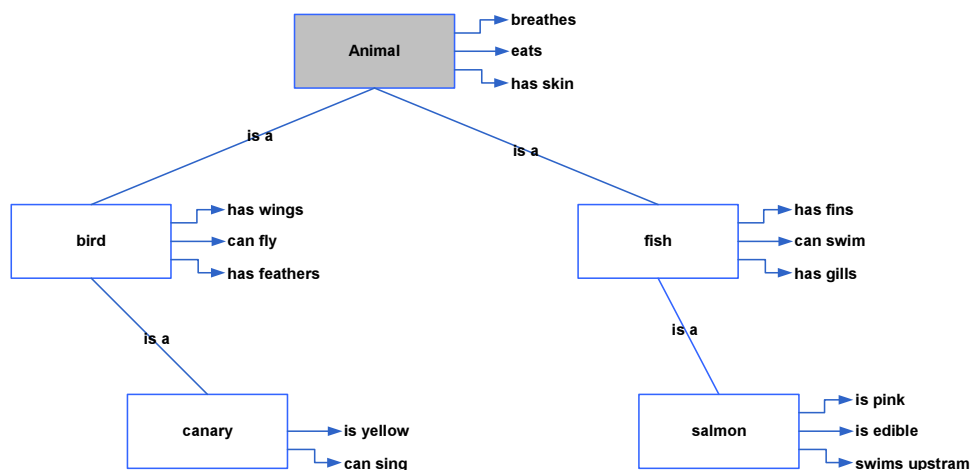 Animal
breathes
eats
has skin
is a
is a
bird
has wings
can fly
has feathers
fish
has fins
can swim
has gills
is a
is a
canary
is yellow
can sing
salmon
is pink
is edible
swims upstram